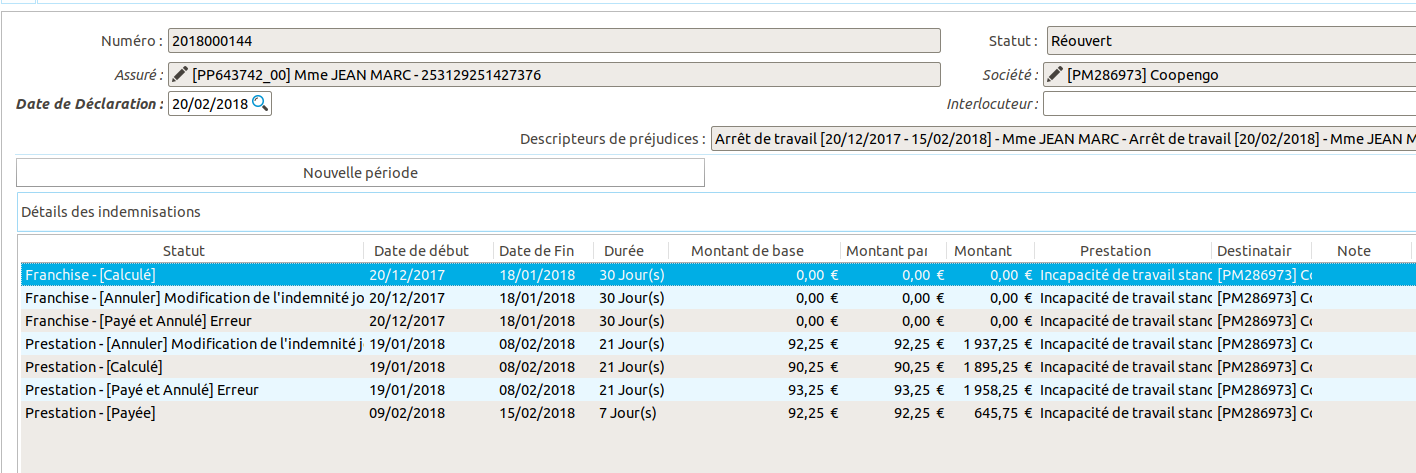 Numéro : 2018000144 Statut : Réouvert
Assuré : [PP643742_00] Mme JEAN MARC - 253129251427376 Société : [PM286973] Coopengo
Date de Déclaration : 20/02/2018 Interlocuteur :
Descripteurs de préjudices : Arrêt de travail [20/12/2017 - 15/02/2018] - Mme JEAN MARC - Arrêt de travail [20/02/2018] - Mme JEAN M
Nouvelle période
Détails des indemnisations
Statut Date de début Date de Fin Durée Montant de base Montant par Montant Prestation Destinatair Note
Franchise - [Calculé] 20/12/2017 18/01/2018 30 Jour(s) 0,00 € 0,00 € 0,00 € Incapacité de travail stanc [PM286973] Co
Franchise - [Annuler] Modification de l'indemnité jo 20/12/2017 18/01/2018 30 Jour(s) 0,00 € 0,00 € 0,00 € Incapacité de travail stanc [PM286973] Co
Franchise - [Payé et Annulé] Erreur 20/12/2017 18/01/2018 30 Jour(s) 0,00 € 0,00 € 0,00 € Incapacité de travail stanc [PM286973] Co
Prestation - [Annuler] Modification de l'indemnité j 19/01/2018 08/02/2018 21 Jour(s) 92,25 € 92,25 € 1 937,25 € Incapacité de travail stanc [PM286973] Co
Prestation - [Calculé] 19/01/2018 08/02/2018 21 Jour(s) 90,25 € 90,25 € 1 895,25 € Incapacité de travail stanc [PM286973] Co
Prestation - [Payé et Annulé] Erreur 19/01/2018 08/02/2018 21 Jour(s) 93,25 € 93,25 € 1 958,25 € Incapacité de travail stanc [PM286973] Co
Prestation - [Payée] 09/02/2018 15/02/2018 7 Jour(s) 92,25 € 92,25 € 645,75 € Incapacité de travail stanc [PM286973] Co